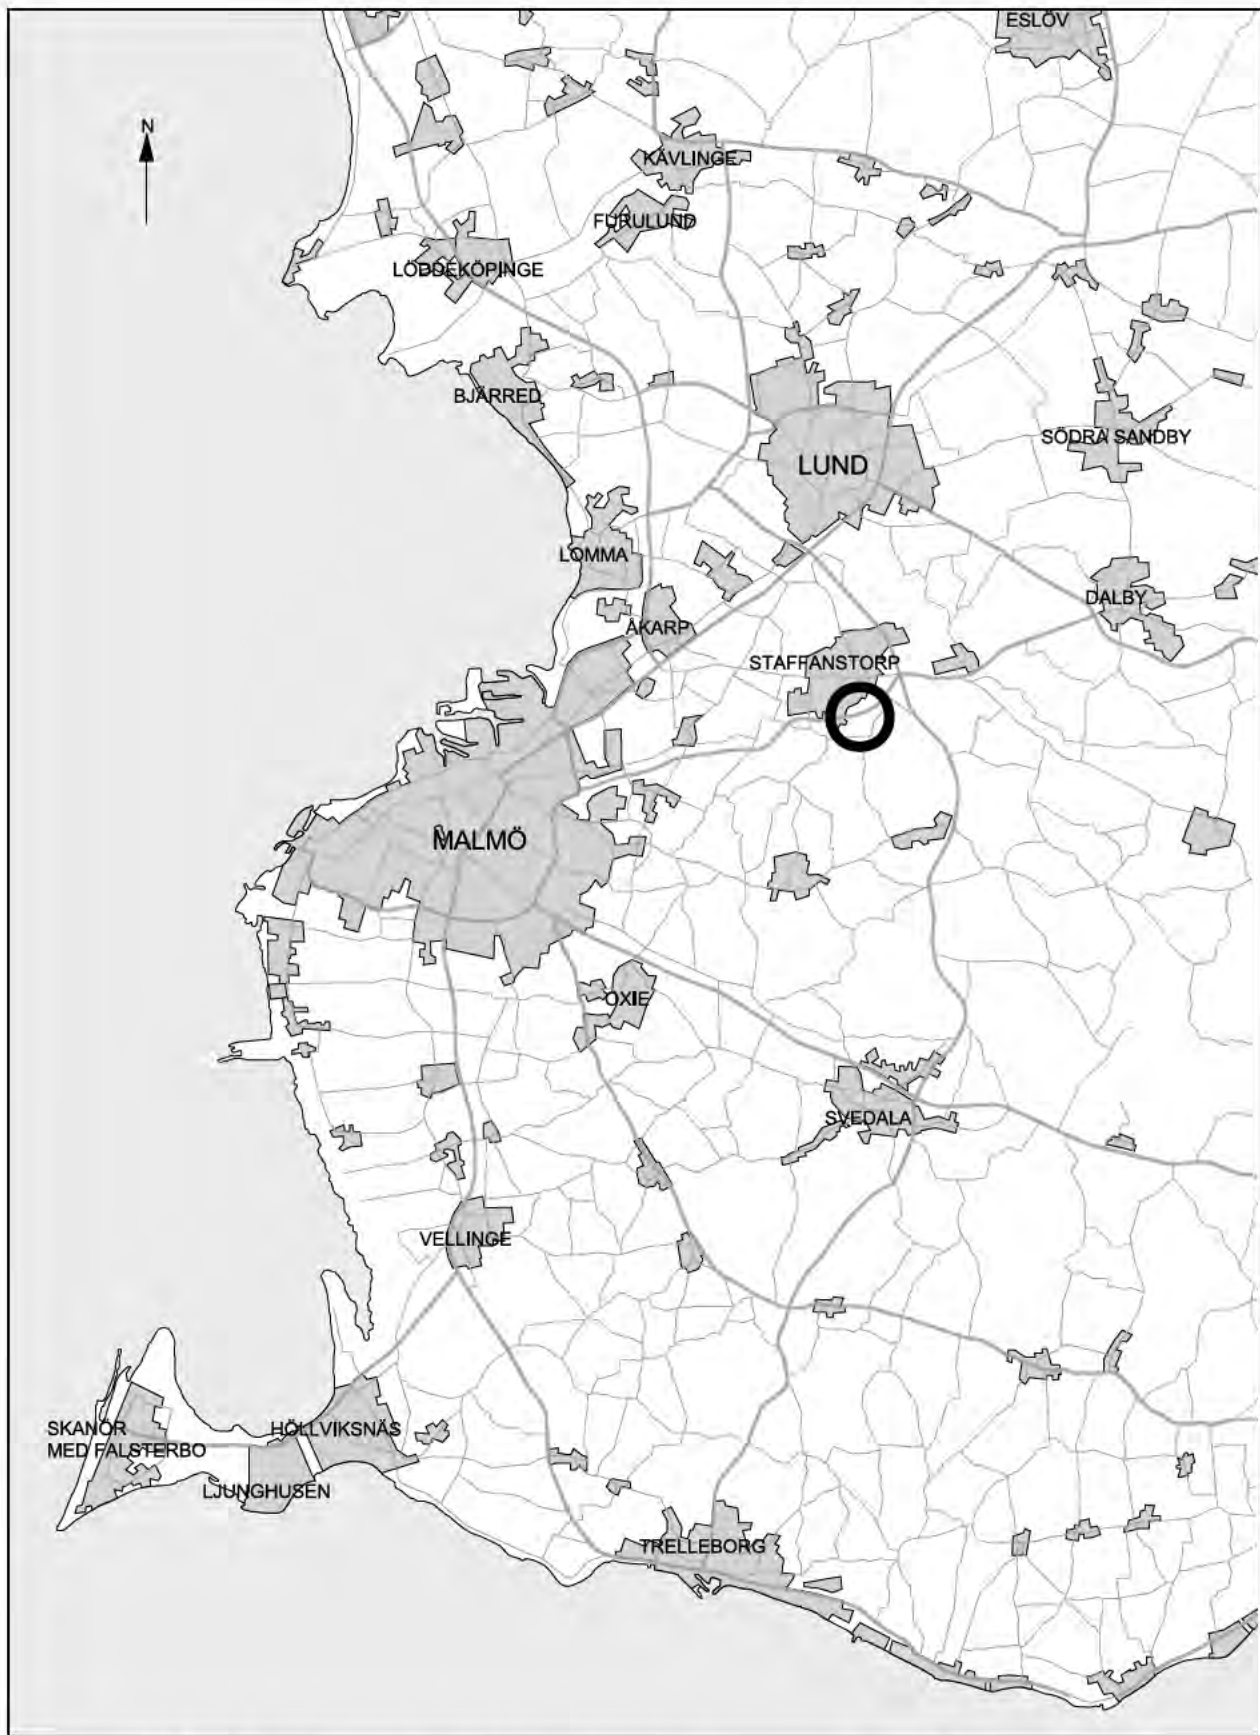 ESLÖV
N
KÄVLINGE
FURULUND
LÖDDEKÖPINGE
BJÄRRED
SÖDRA SANDBY
LUND
LOMMA
DALBY
ÅKARP
STAFFANSTORP
MALMÖ
OXIE
SVEDALA
VELLINGE
SKANÖR
MED FALSTERBO
HÖLLVIKSNÄS
LJUNGHUSEN
TRELLEBORG